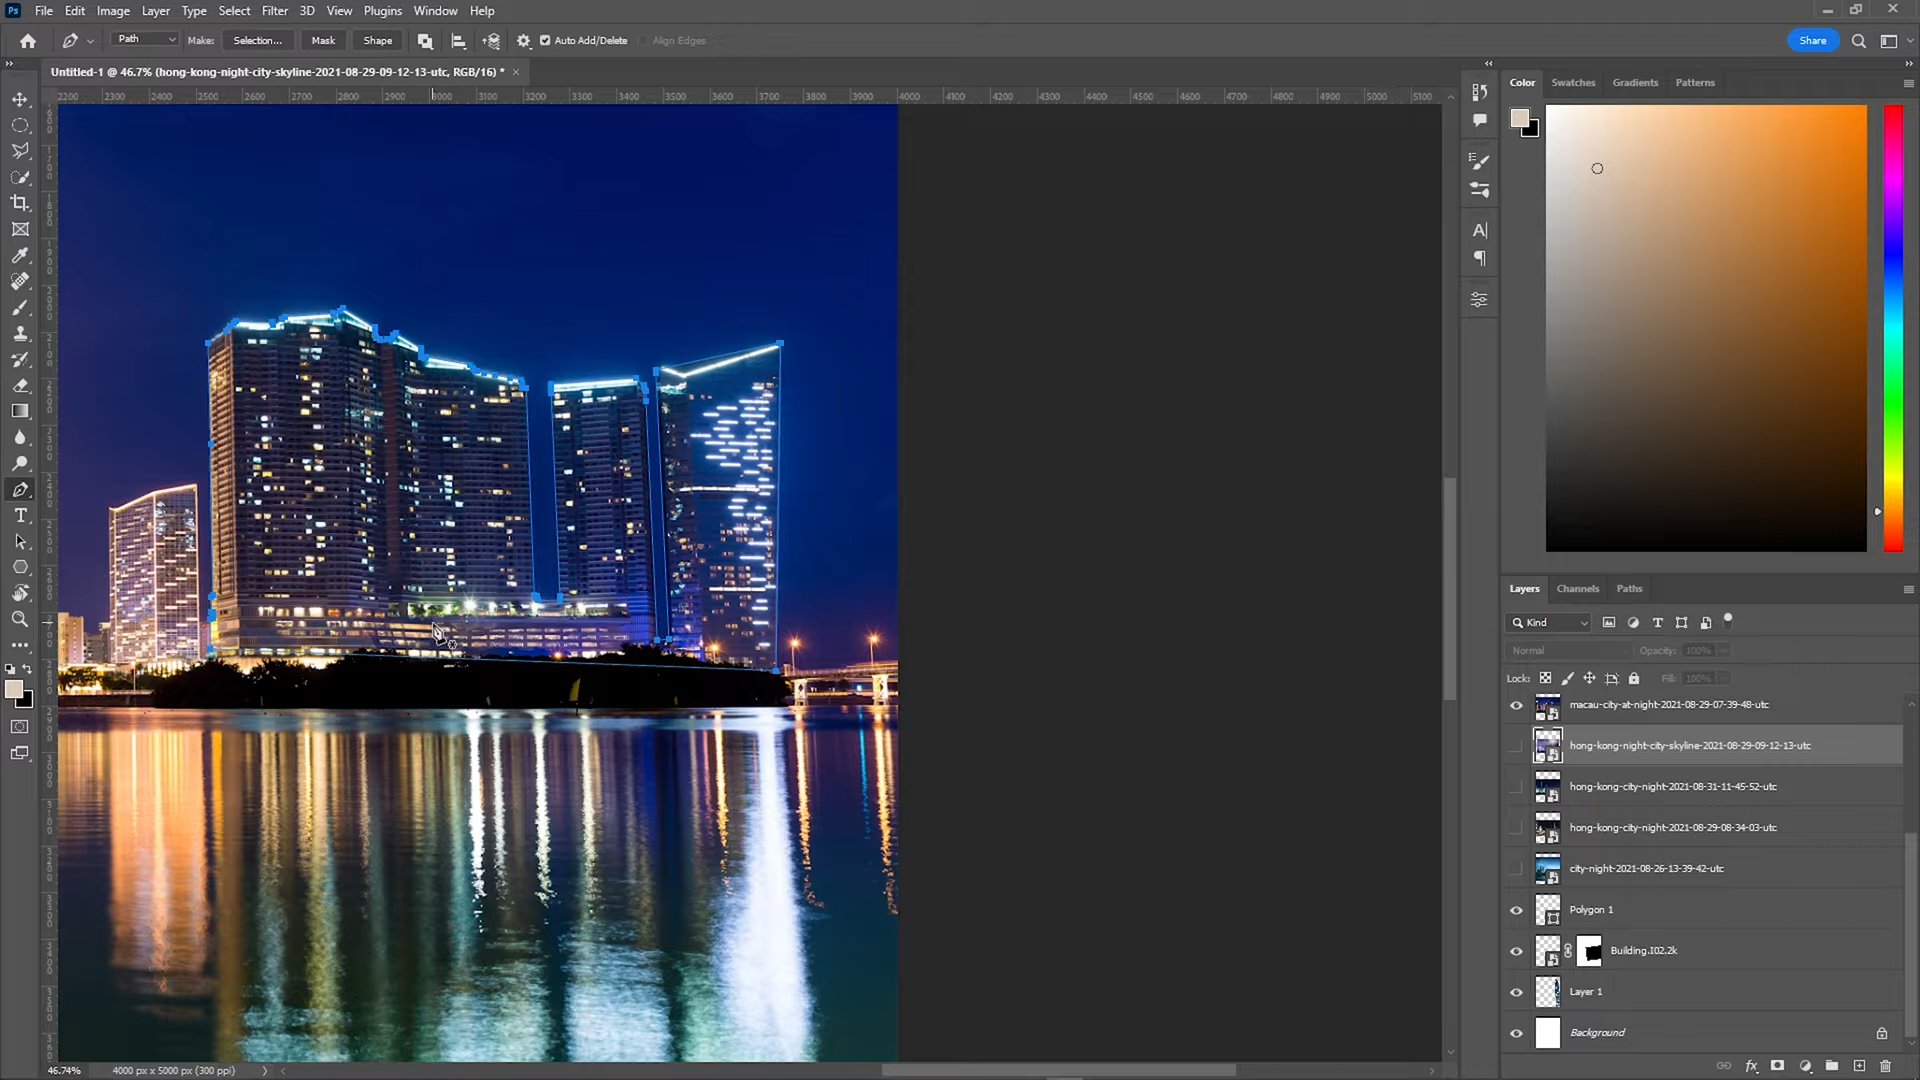 Ps File Edit Image Layer Type Select Filter 3D View Plugins Window Help
Path Make: Selection... Mask Shape Auto Add/Delete Align Edges Share
Untitled-1 @ 46.7% (hong-kong-night-city-skyline-2021-08-29-09-12-13-utc, RGB/16) * ×
2200 2300 2400 2500 2600 2700 2800 2900 3000 3100 3200 3300 3400 3500 3600 3700 3800 3900 4000 4100 4200 4300 4400 4500 4600 4700 4800 4900 5000 5100
Color Swatches Gradients Patterns
Layers Channels Paths
Kind
Normal Opacity: 100%
Lock: Fill: 100%
macau-city-at-night-2021-08-29-07-39-48-utc
hong-kong-night-city-skyline-2021-08-29-09-12-13-utc
hong-kong-city-night-2021-08-31-11-45-52-utc
hong-kong-city-night-2021-08-29-08-34-03-utc
city-night-2021-08-26-13-39-42-utc
Polygon 1
Building.I02.2k
Layer 1
Background
46.74% 4000 px x 5000 px (300 ppi)